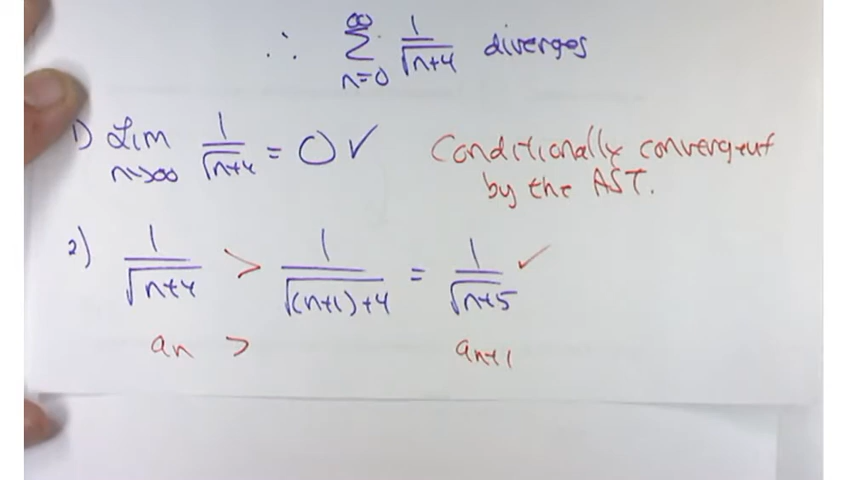 ∴ ∞ Σ n=0 1/√n+4 diverges
1) Lim n→∞ 1/√n+4 = 0 ✓ Conditionally convergent
by the AST.
2) 1/√n+4 > 1/√(n+1)+4 = 1/√n+5 ✓
an > an+1